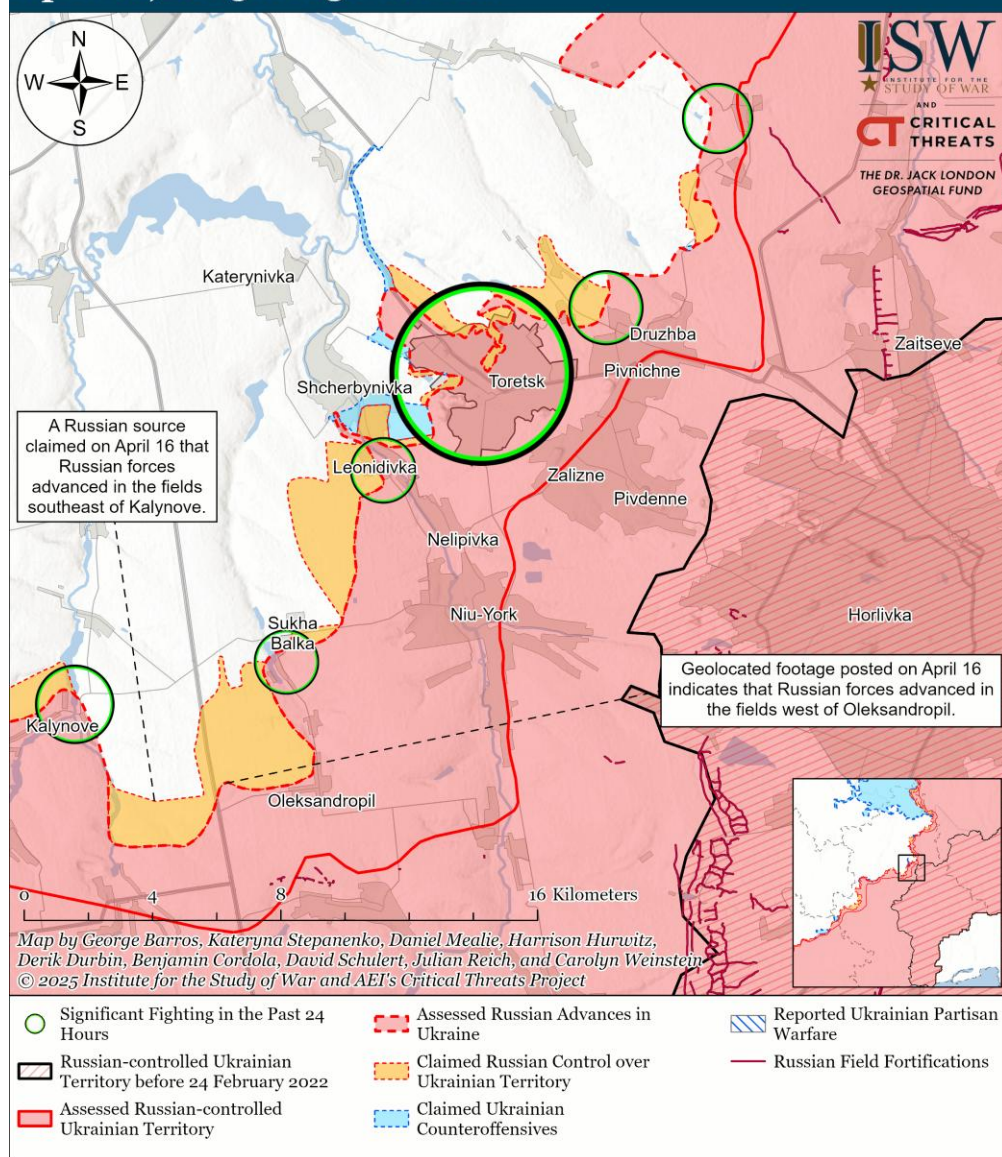 N
W E
S
ISW
INSTITUTE FOR THE
STUDY OF WAR
AND
CT CRITICAL
THREATS
THE DR. JACK LONDON
GEOSPATIAL FUND
Katerynivka
Druzhba
Zaitseve
Pivnichne
Toretsk
Shcherbynivka
A Russian source
claimed on April 16 that
Russian forces
advanced in the fields
southeast of Kalynove.
Leonidivka
Zalizne
Pivdenne
Nelipivka
Niu-York
Horlivka
Sukha
Balka
Geolocated footage posted on April 16
indicates that Russian forces advanced in
the fields west of Oleksandropil.
Kalynove
Oleksandropil
0 4 8 16 Kilometers
Map by George Barros, Kateryna Stepanenko, Daniel Mealie, Harrison Hurwitz,
Derik Durbin, Benjamin Cordola, David Schulert, Julian Reich, and Carolyn Weinstein
© 2025 Institute for the Study of War and AEI's Critical Threats Project
Significant Fighting in the Past 24
Hours
Russian-controlled Ukrainian
Territory before 24 February 2022
Assessed Russian-controlled
Ukrainian Territory
Assessed Russian Advances in
Ukraine
Claimed Russian Control over
Ukrainian Territory
Claimed Ukrainian
Counteroffensives
Reported Ukrainian Partisan
Warfare
Russian Field Fortifications